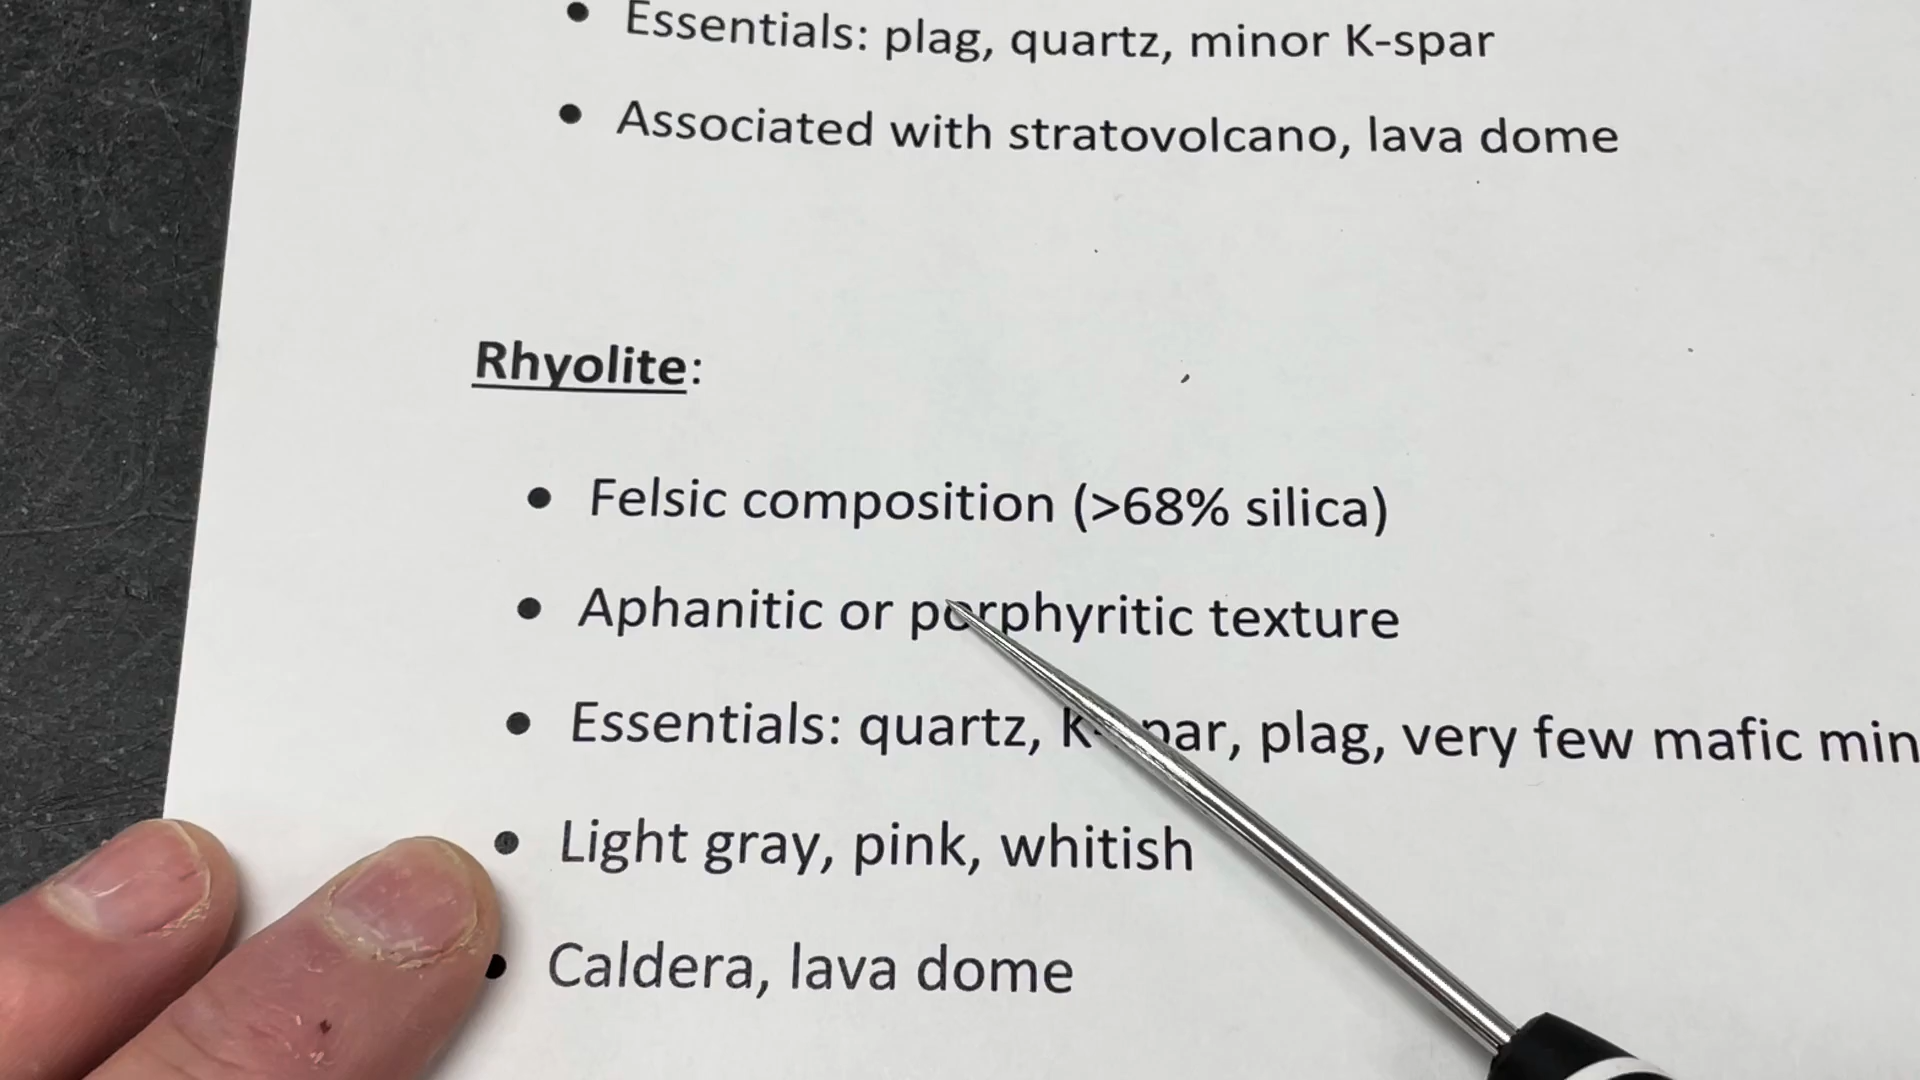 • Essentials: plag, quartz, minor K-spar
• Associated with stratovolcano, lava dome
Rhyolite:
• Felsic composition (>68% silica)
• Aphanitic or porphyritic texture
• Essentials: quartz, K-spar, plag, very few mafic min
• Light gray, pink, whitish
• Caldera, lava dome